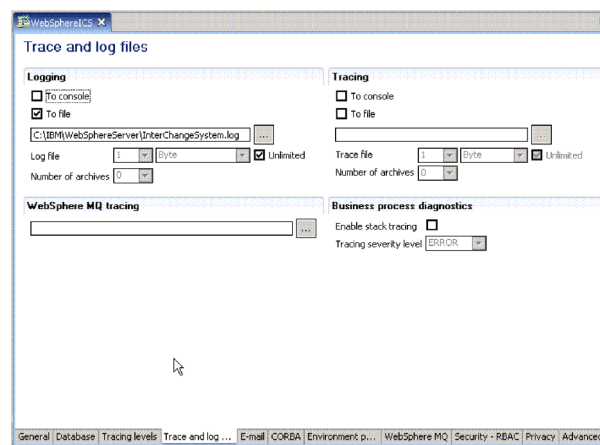 WebSphereICS
Trace and log files
Logging
To console
To file
C:\IBM\WebSphereServer\InterChangeSystem.log ...
Log file 1 Byte Unlimited
Number of archives 0
Tracing
To console
To file
...
Trace file 1 Byte Unlimited
Number of archives 0
WebSphere MQ tracing
...
Business process diagnostics
Enable stack tracing
Tracing severity level ERROR
General Database Tracing levels Trace and log ... E-mail CORBA Environment p... WebSphere MQ Security - RBAC Privacy Advanced